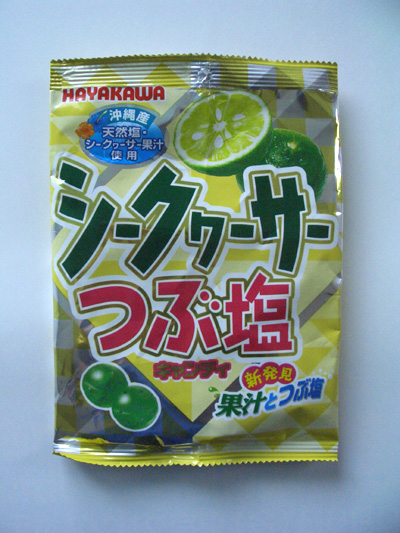 HAYAKAWA
沖縄産
天然塩・
シークヮーサー果汁
使用
シークヮーサー
つぶ塩
キャンディ
新発見
果汁とつぶ塩